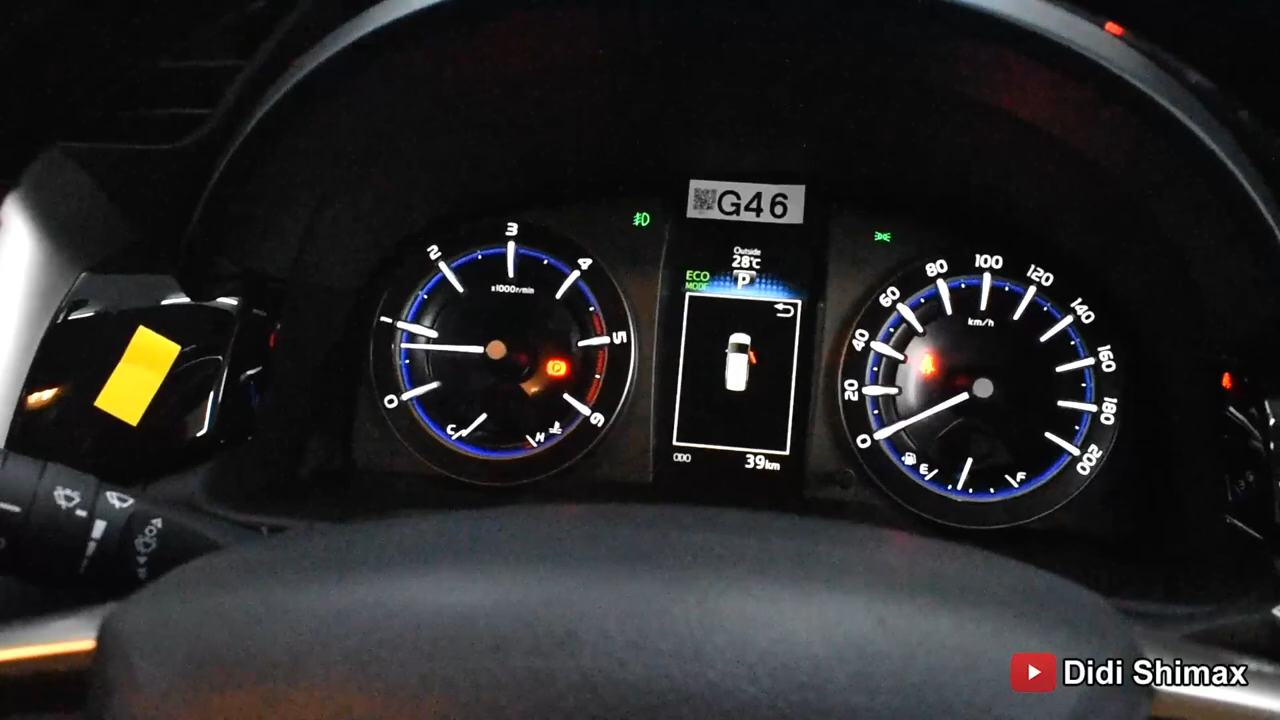 G46
Outside
28°C
ECO
MODE
P
ODO
39km
0
1
2
3
4
5
6
x1000r/min
P
C
H
0
20
40
60
80
100
120
140
160
180
200
km/h
E
F
Didi Shimax